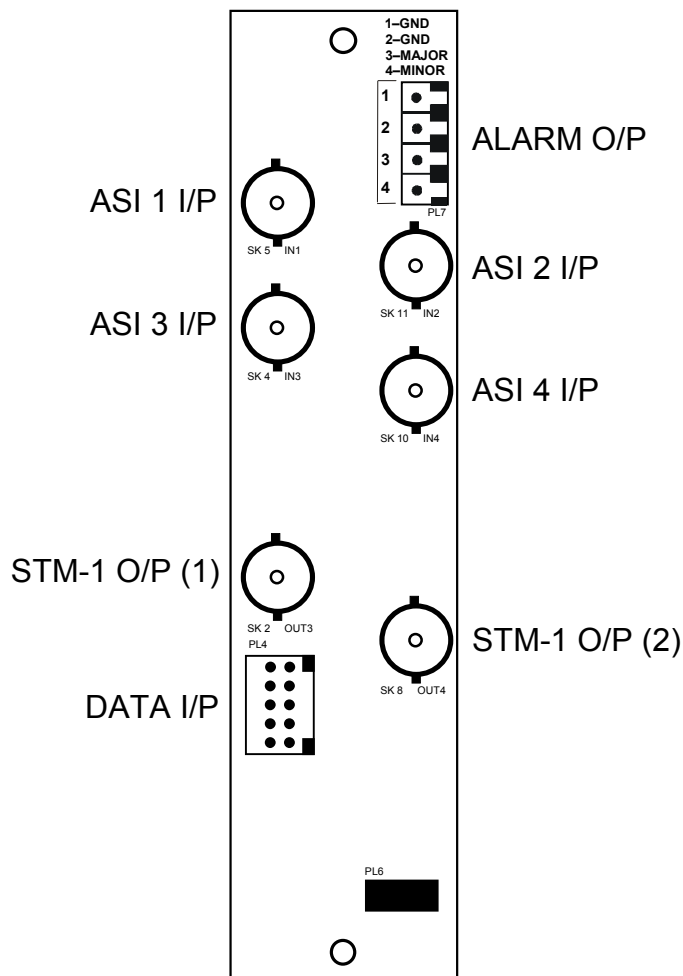 1–GND
2–GND
3–MAJOR
4–MINOR
1
2
3
4
ALARM O/P
PL7
ASI 1 I/P
SK 5 IN1
ASI 2 I/P
SK 11 IN2
ASI 3 I/P
SK 4 IN3
ASI 4 I/P
SK 10 IN4
STM-1 O/P (1)
SK 2 OUT3
STM-1 O/P (2)
SK 8 OUT4
PL4
DATA I/P
PL6